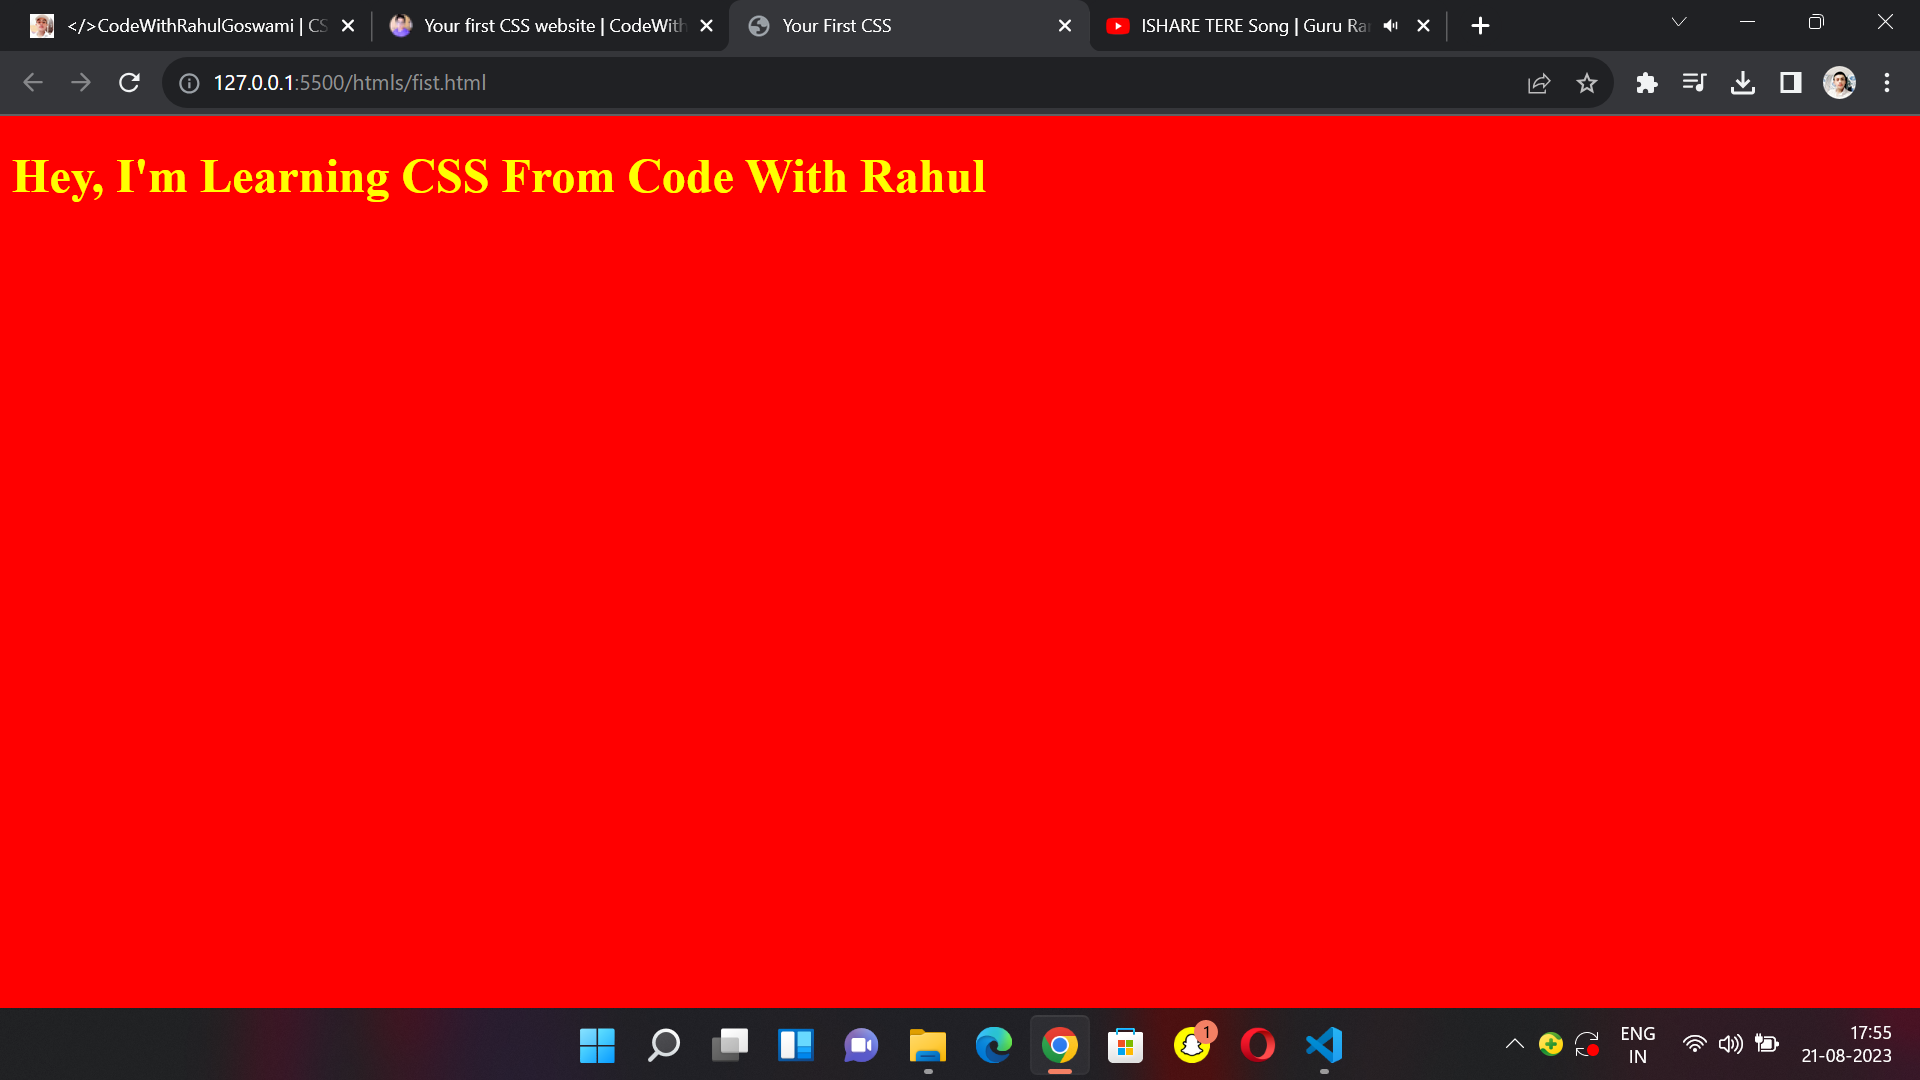 </>CodeWithRahulGoswami | CS
Your first CSS website | CodeWith
Your First CSS
ISHARE TERE Song | Guru Ra
127.0.0.1:5500/htmls/fist.html
Hey, I'm Learning CSS From Code With Rahul
1
ENG
IN
17:55
21-08-2023